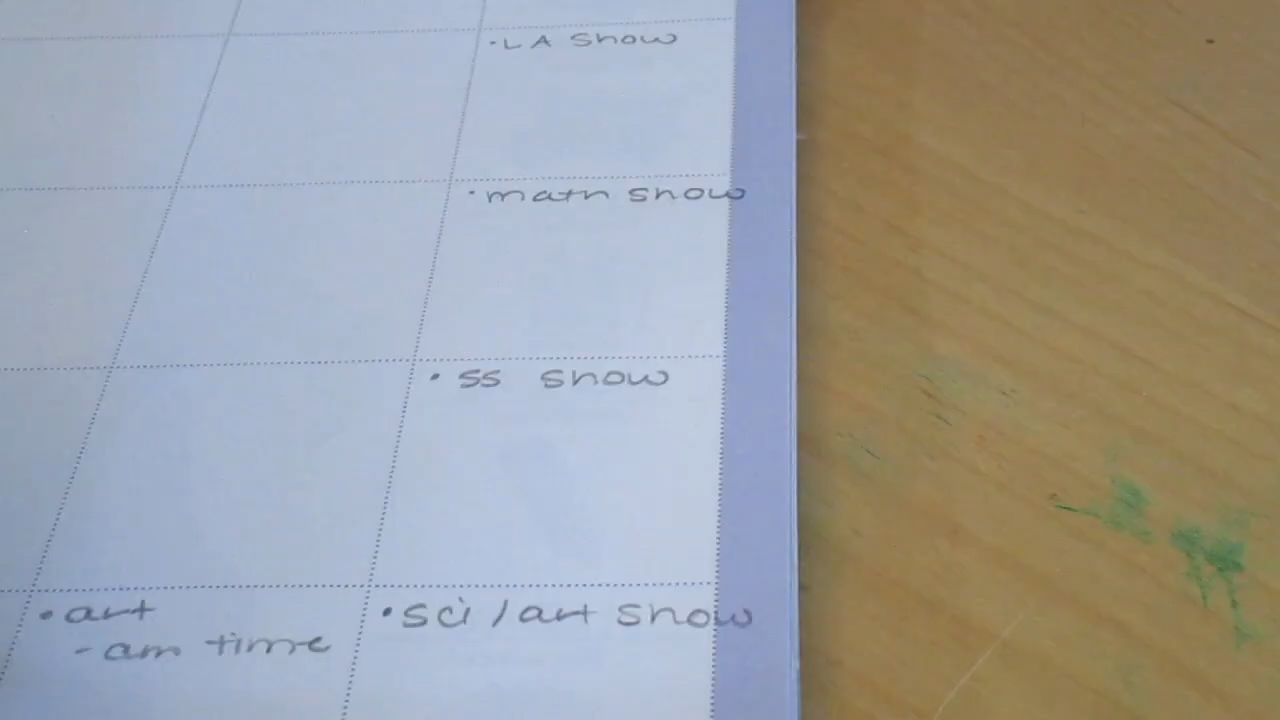 ·LA Show
·math show
·ss show
·art
-am time
·sci/art show